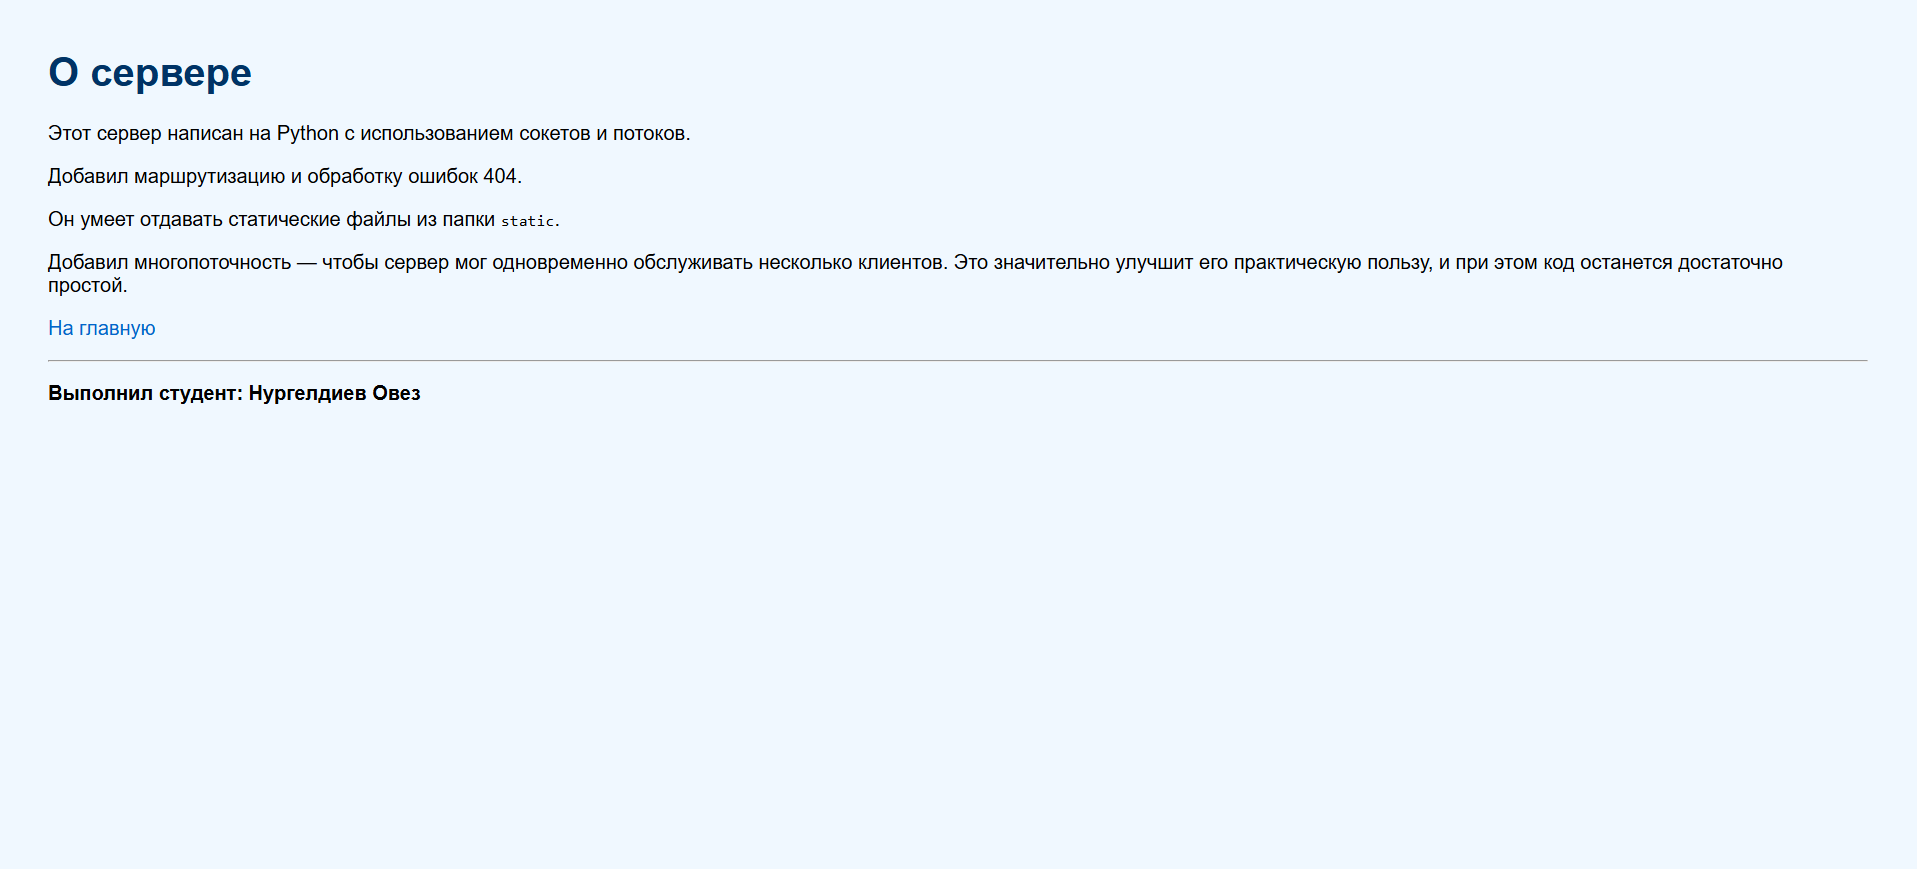 О сервере
Этот сервер написан на Python с использованием сокетов и потоков.
Добавил маршрутизацию и обработку ошибок 404.
Он умеет отдавать статические файлы из папки static.
Добавил многопоточность — чтобы сервер мог одновременно обслуживать несколько клиентов. Это значительно улучшит его практическую пользу, и при этом код останется достаточно
простой.
На главную
Выполнил студент: Нургелдиев Овез